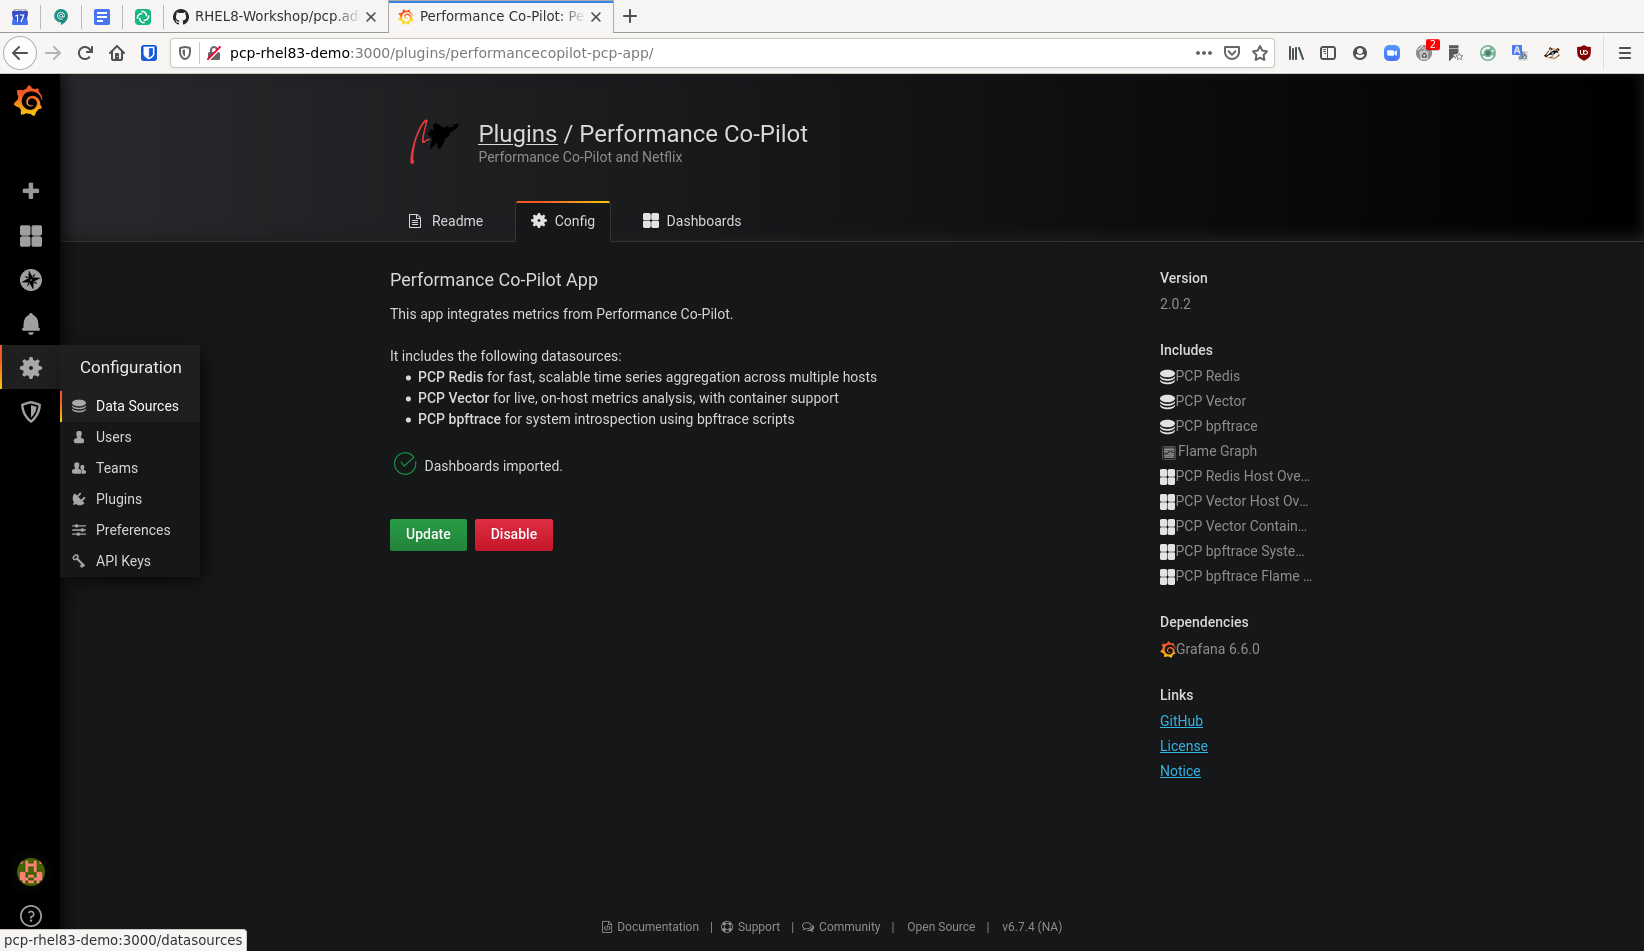 17
RHEL8-Workshop/pcp.ad
Performance Co-Pilot: Pe
pcp-rhel83-demo:3000/plugins/performancecopilot-pcp-app/
2
Plugins / Performance Co-Pilot
Performance Co-Pilot and Netflix
Readme
Config
Dashboards
Performance Co-Pilot App
This app integrates metrics from Performance Co-Pilot.
It includes the following datasources:
• PCP Redis for fast, scalable time series aggregation across multiple hosts
• PCP Vector for live, on-host metrics analysis, with container support
• PCP bpftrace for system introspection using bpftrace scripts
Dashboards imported.
Update
Disable
Version
2.0.2
Includes
PCP Redis
PCP Vector
PCP bpftrace
Flame Graph
PCP Redis Host Ove...
PCP Vector Host Ov...
PCP Vector Contain...
PCP bpftrace Syste...
PCP bpftrace Flame ...
Dependencies
Grafana 6.6.0
Links
GitHub
License
Notice
Configuration
Data Sources
Users
Teams
Plugins
Preferences
API Keys
Documentation | Support | Community | Open Source | v6.7.4 (NA)
pcp-rhel83-demo:3000/datasources